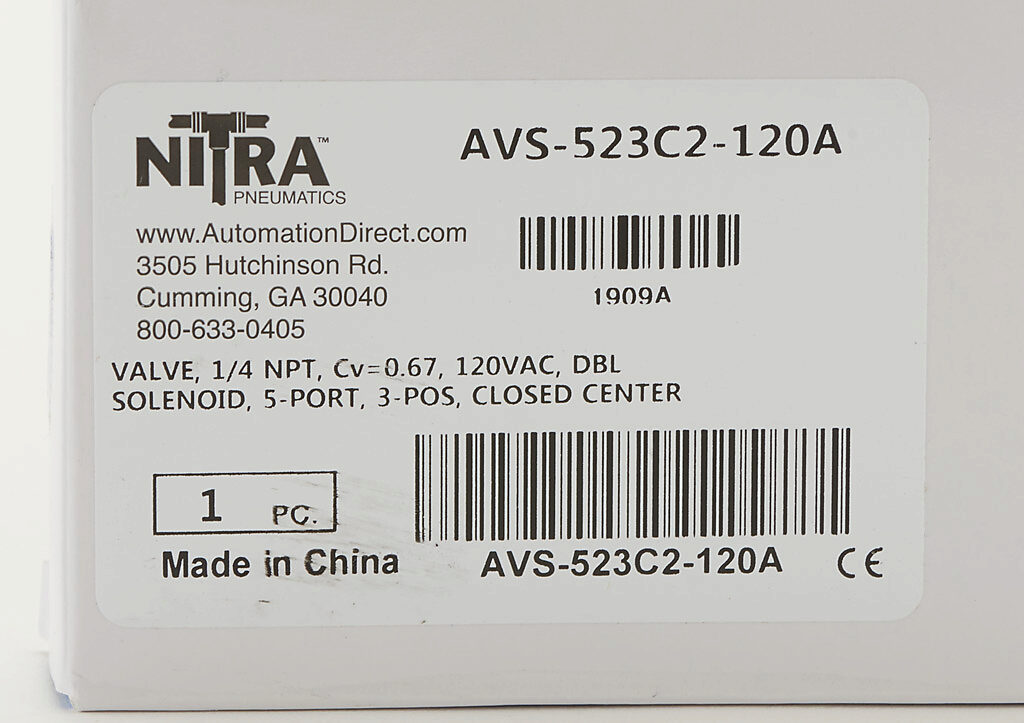 NITRA™
PNEUMATICS
AVS-523C2-120A
www.AutomationDirect.com
3505 Hutchinson Rd.
Cumming, GA 30040
800-633-0405
1909A
VALVE, 1/4 NPT, Cv=0.67, 120VAC, DBL
SOLENOID, 5-PORT, 3-POS, CLOSED CENTER
1 PC.
Made in China
AVS-523C2-120A
CE